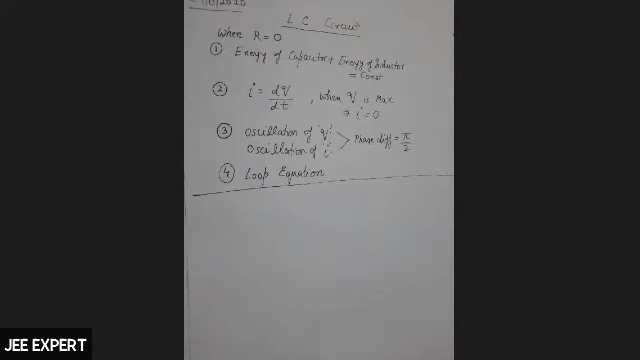 L C Circuit
When R = 0
① Energy of Capacitor + Energy of Inductor
= Const
② i = dq/dt , When q is Max
⇒ i = 0
③ Oscillation of 'q'
Oscillation of 'i'
Phase diff = π/2
④ Loop Equation
JEE EXPERT